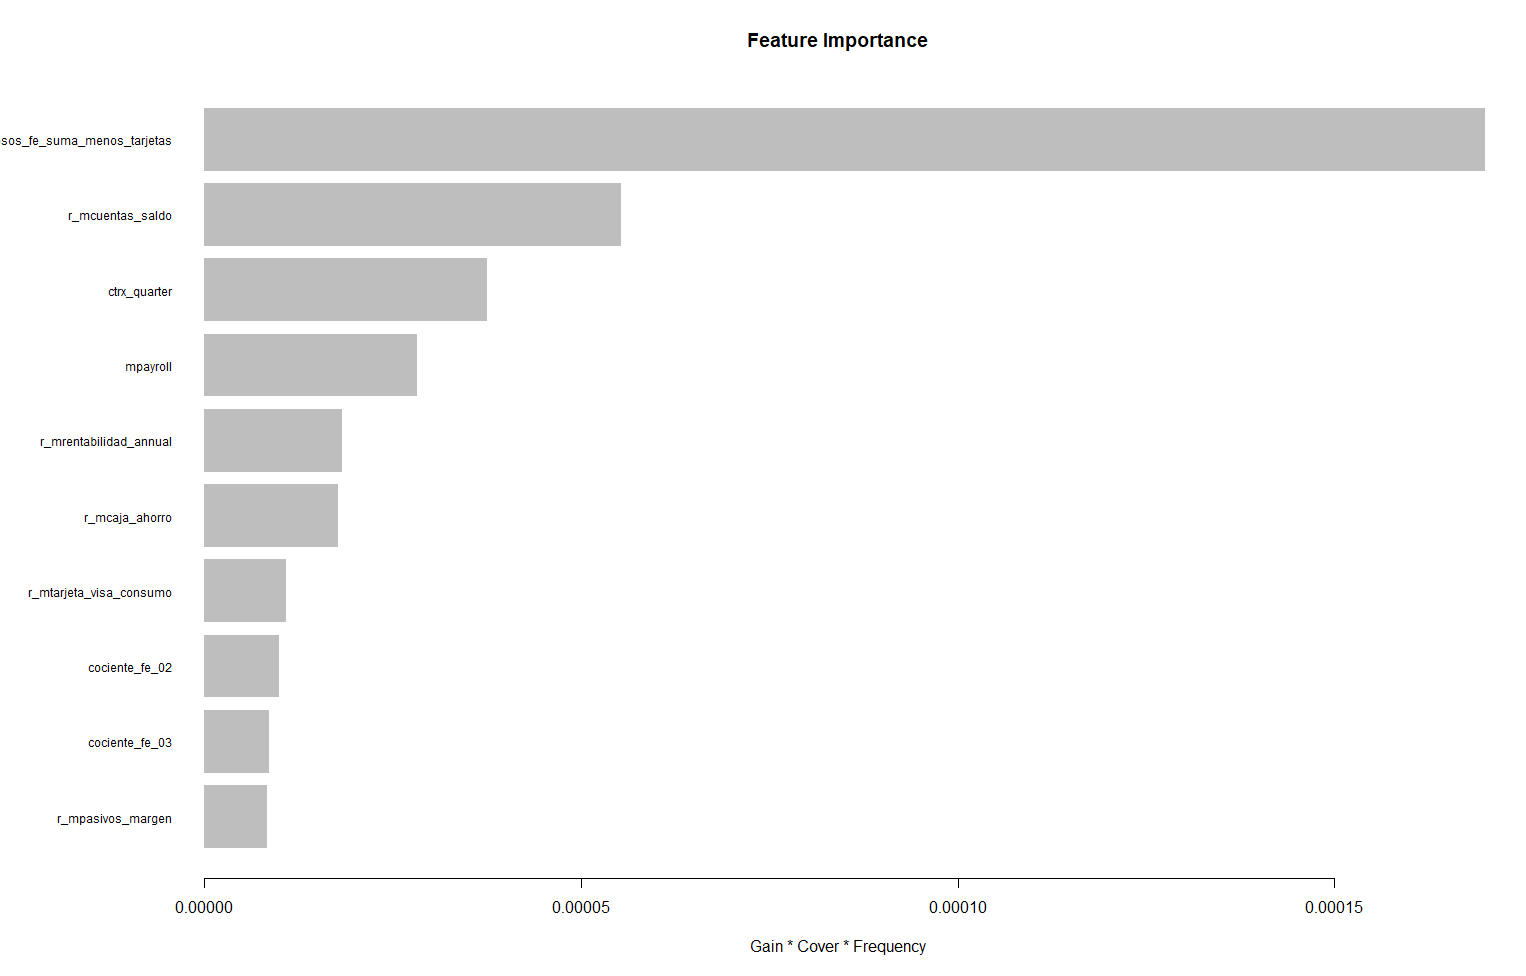 Feature Importance
sos_fe_suma_menos_tarjetas
r_mcuentas_saldo
ctrx_quarter
mpayroll
r_mrentabilidad_annual
r_mcaja_ahorro
r_mtarjeta_visa_consumo
cociente_fe_02
cociente_fe_03
r_mpasivos_margen
0.00000 0.00005 0.00010 0.00015
Gain * Cover * Frequency